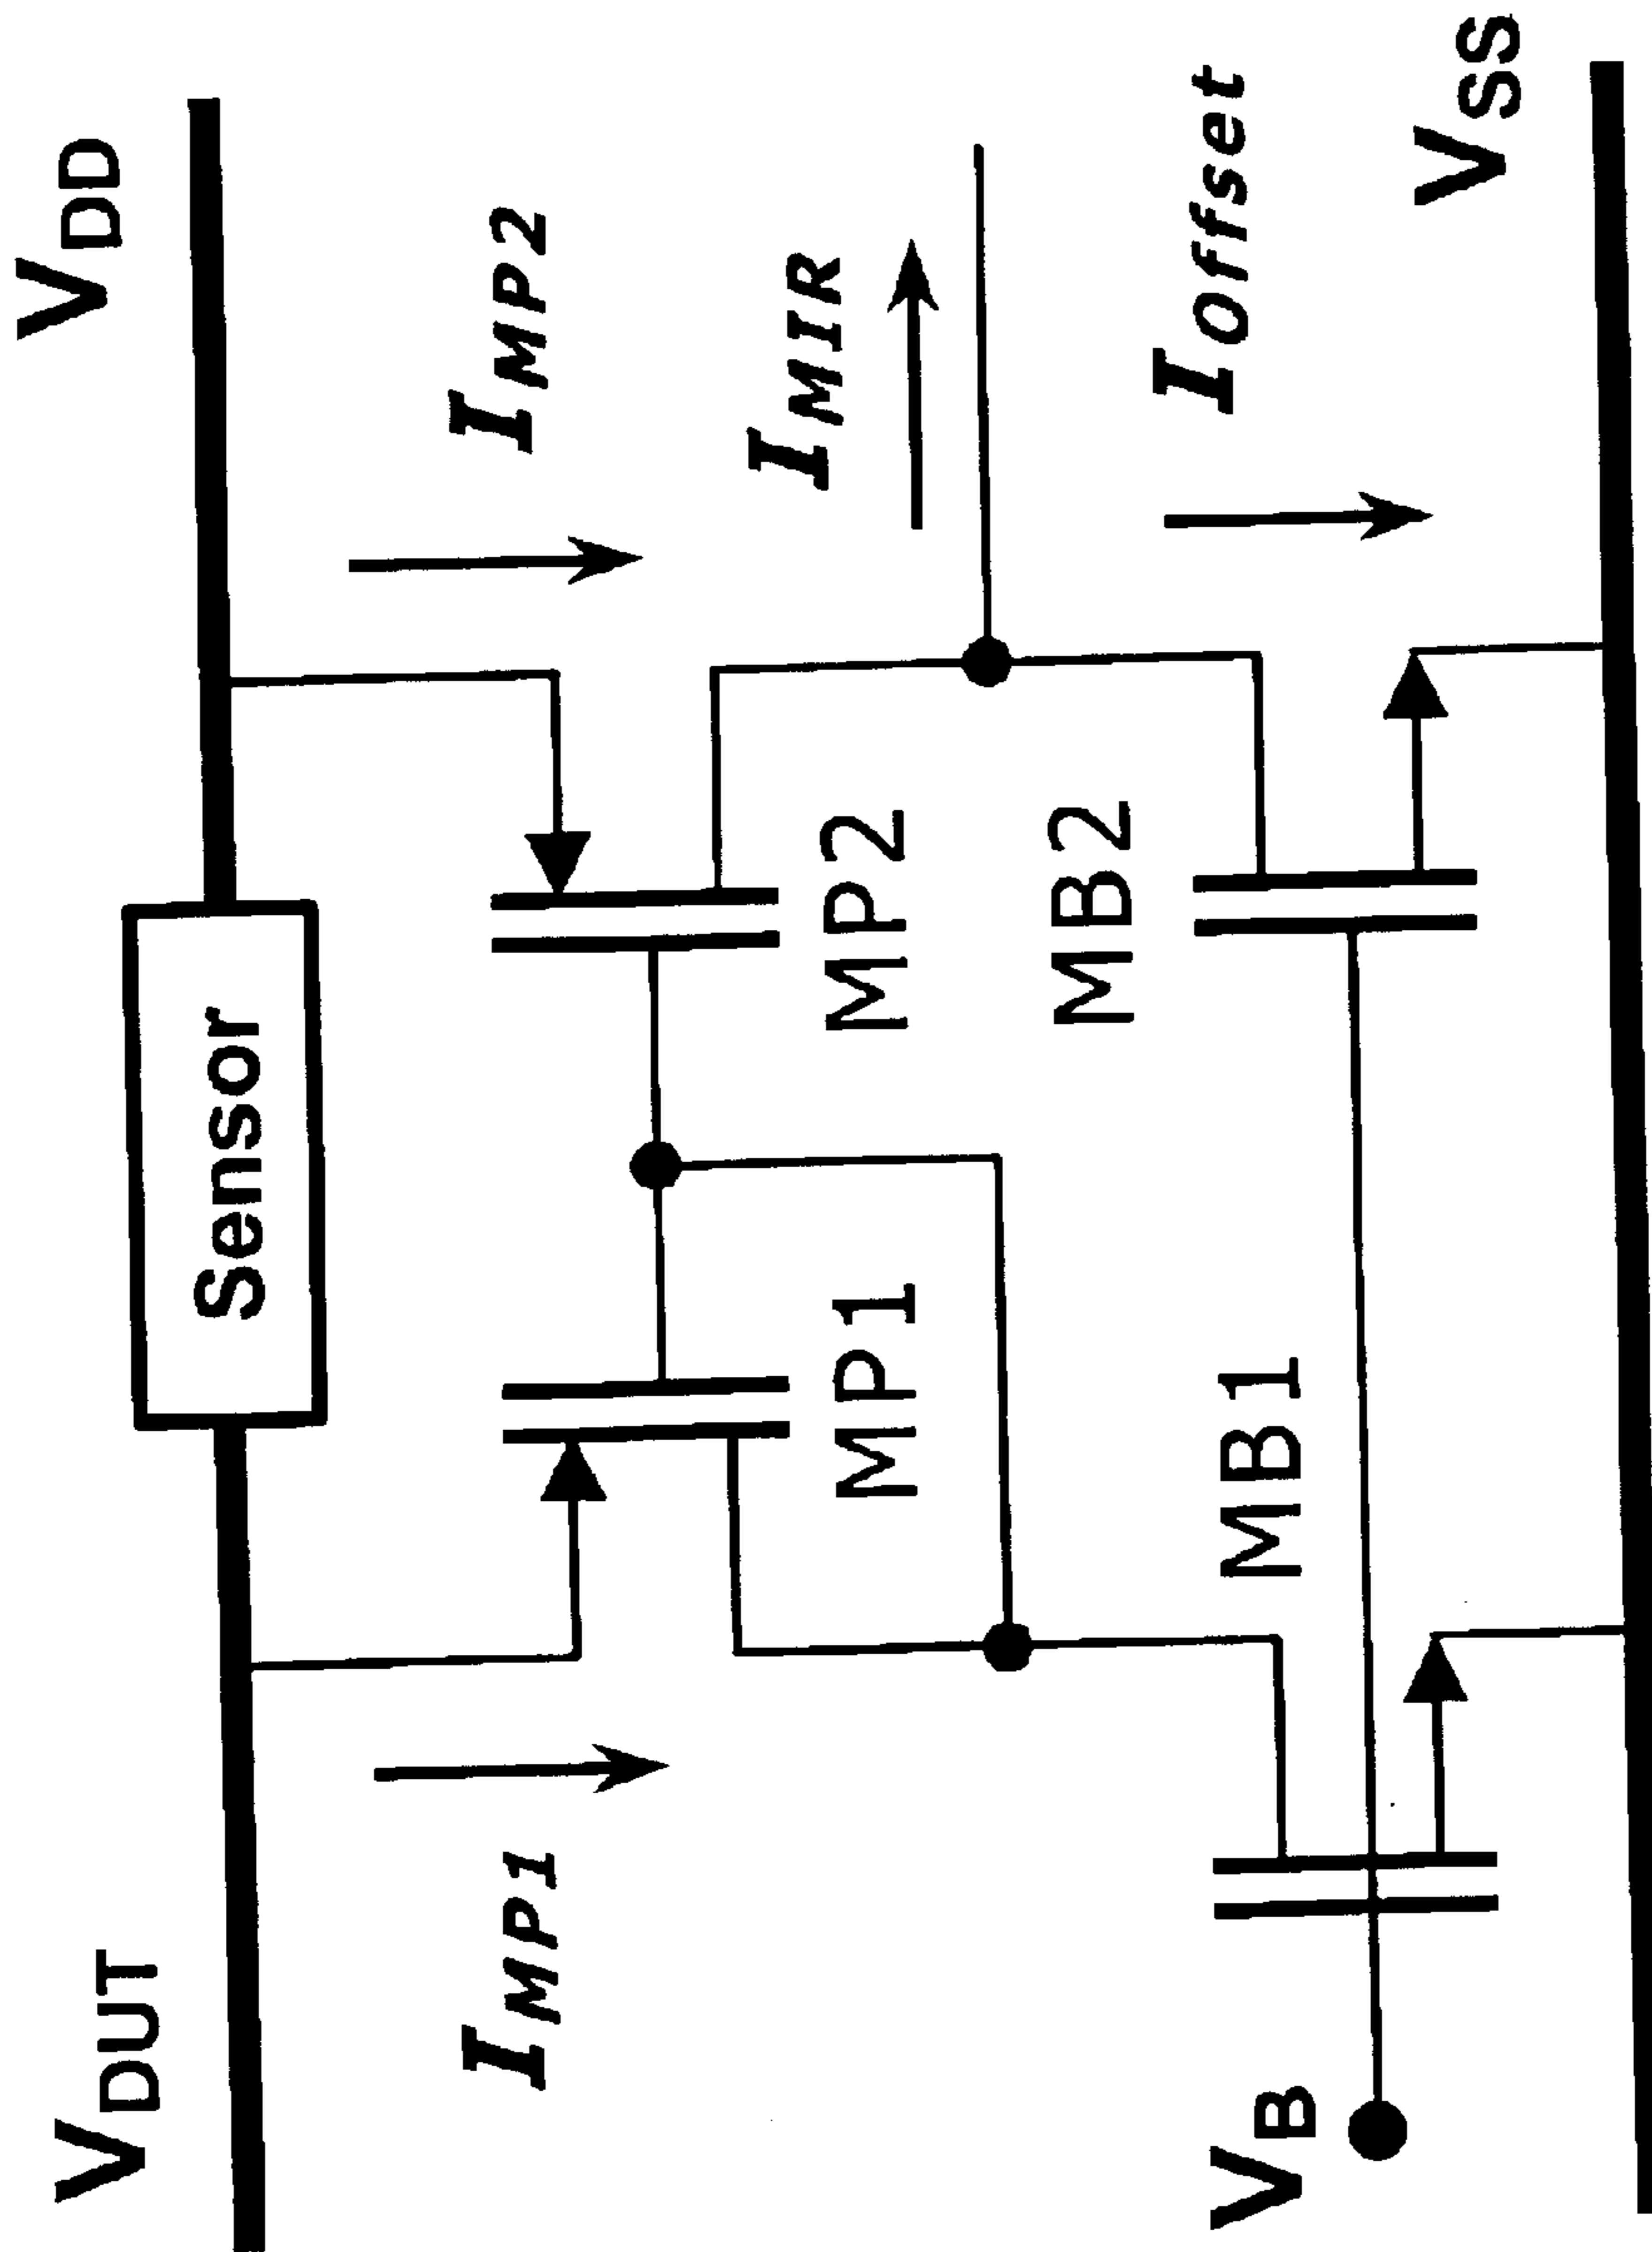 V_DUT
V_DD
Sensor
I_MP1
I_MP2
MP1
MP2
I_MIR
MB1
MB2
I_offset
V_B
V_SS